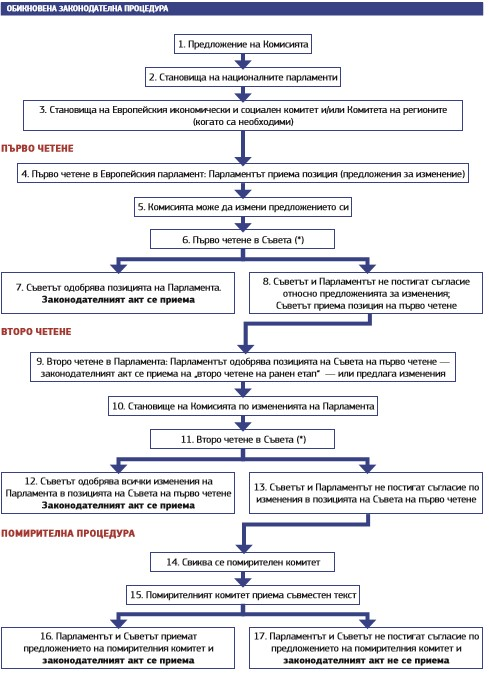 ОБИКНОВЕНА ЗАКОНОДАТЕЛНА ПРОЦЕДУРА
1. Предложение на Комисията
2. Становища на националните парламенти
3. Становища на Европейския икономически и социален комитет и/или Комитета на регионите
(когато са необходими)
ПЪРВО ЧЕТЕНЕ
4. Първо четене в Европейския парламент: Парламентът приема позиция (предложения за изменение)
5. Комисията може да измени предложението си
6. Първо четене в Съвета (*)
7. Съветът одобрява позицията на Парламента.
Законодателният акт се приема
8. Съветът и Парламентът не постигат съгласие
относно предложенията за изменения;
Съветът приема позиция на първо четене
ВТОРО ЧЕТЕНЕ
9. Второ четене в Парламента: Парламентът одобрява позицията на Съвета на първо четене —
законодателният акт се приема на „второ четене на ранен етап“ — или предлага изменения
10. Становище на Комисията по измененията на Парламента
11. Второ четене в Съвета (*)
12. Съветът одобрява всички изменения на
Парламента в позицията на Съвета на първо четене
Законодателният акт се приема
13. Съветът и Парламентът не постигат съгласие по
изменения в позицията на Съвета на първо четене
ПОМИРИТЕЛНА ПРОЦЕДУРА
14. Свиква се помирителен комитет
15. Помирителният комитет приема съвместен текст
16. Парламентът и Съветът приемат
предложението на помирителния комитет и
законодателният акт се приема
17. Парламентът и Съветът не постигат съгласие по
предложението на помирителния комитет и
законодателният акт не се приема